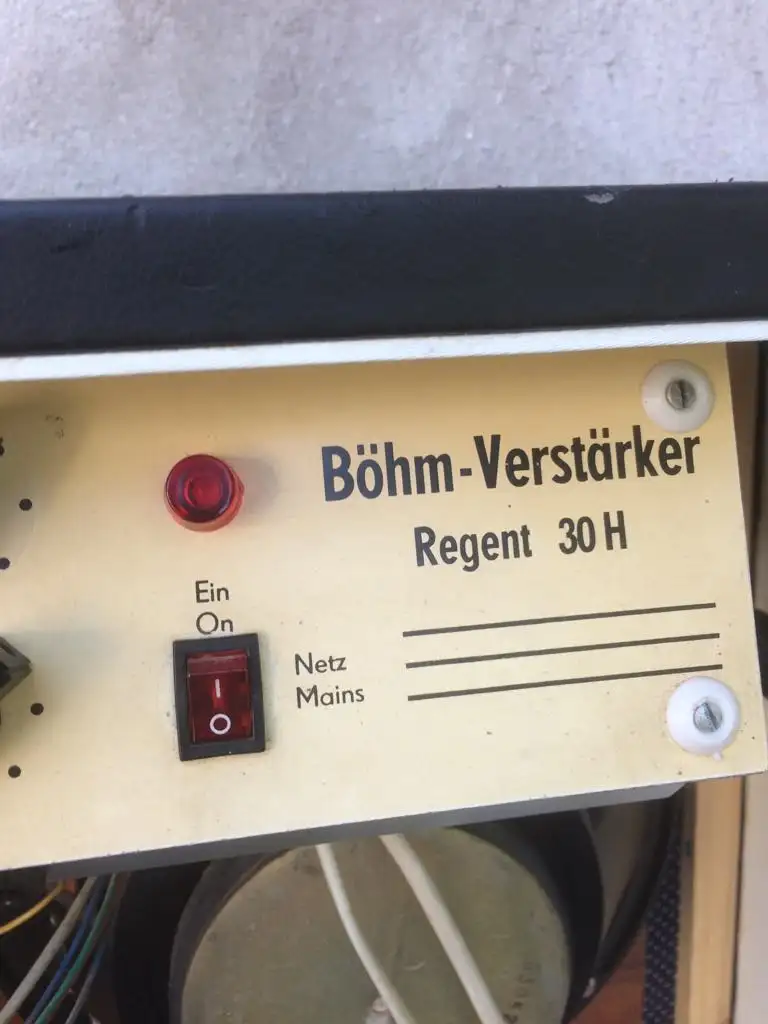 Böhm-Verstärker
Regent 30 H
Ein
On
Netz
Mains